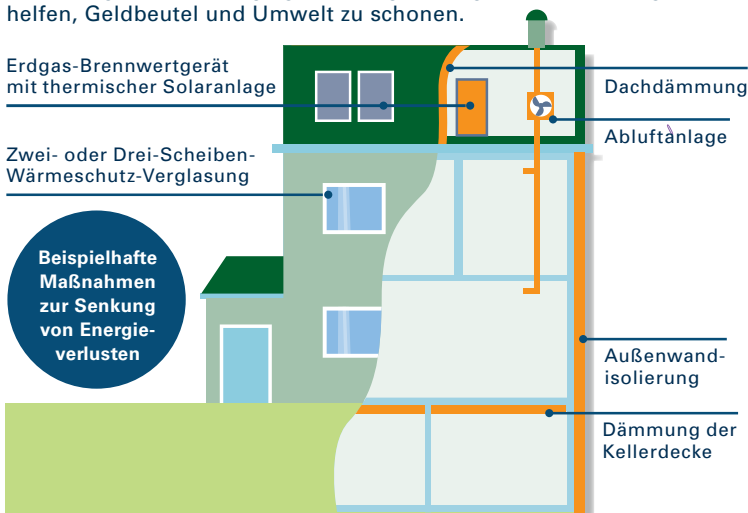 helfen, Geldbeutel und Umwelt zu schonen.
Erdgas-Brennwertgerät
mit thermischer Solaranlage
Zwei- oder Drei-Scheiben-
Wärmeschutz-Verglasung
Beispielhafte
Maßnahmen
zur Senkung
von Energie-
verlusten
Dachdämmung
Abluftanlage
Außenwand-
isolierung
Dämmung der
Kellerdecke